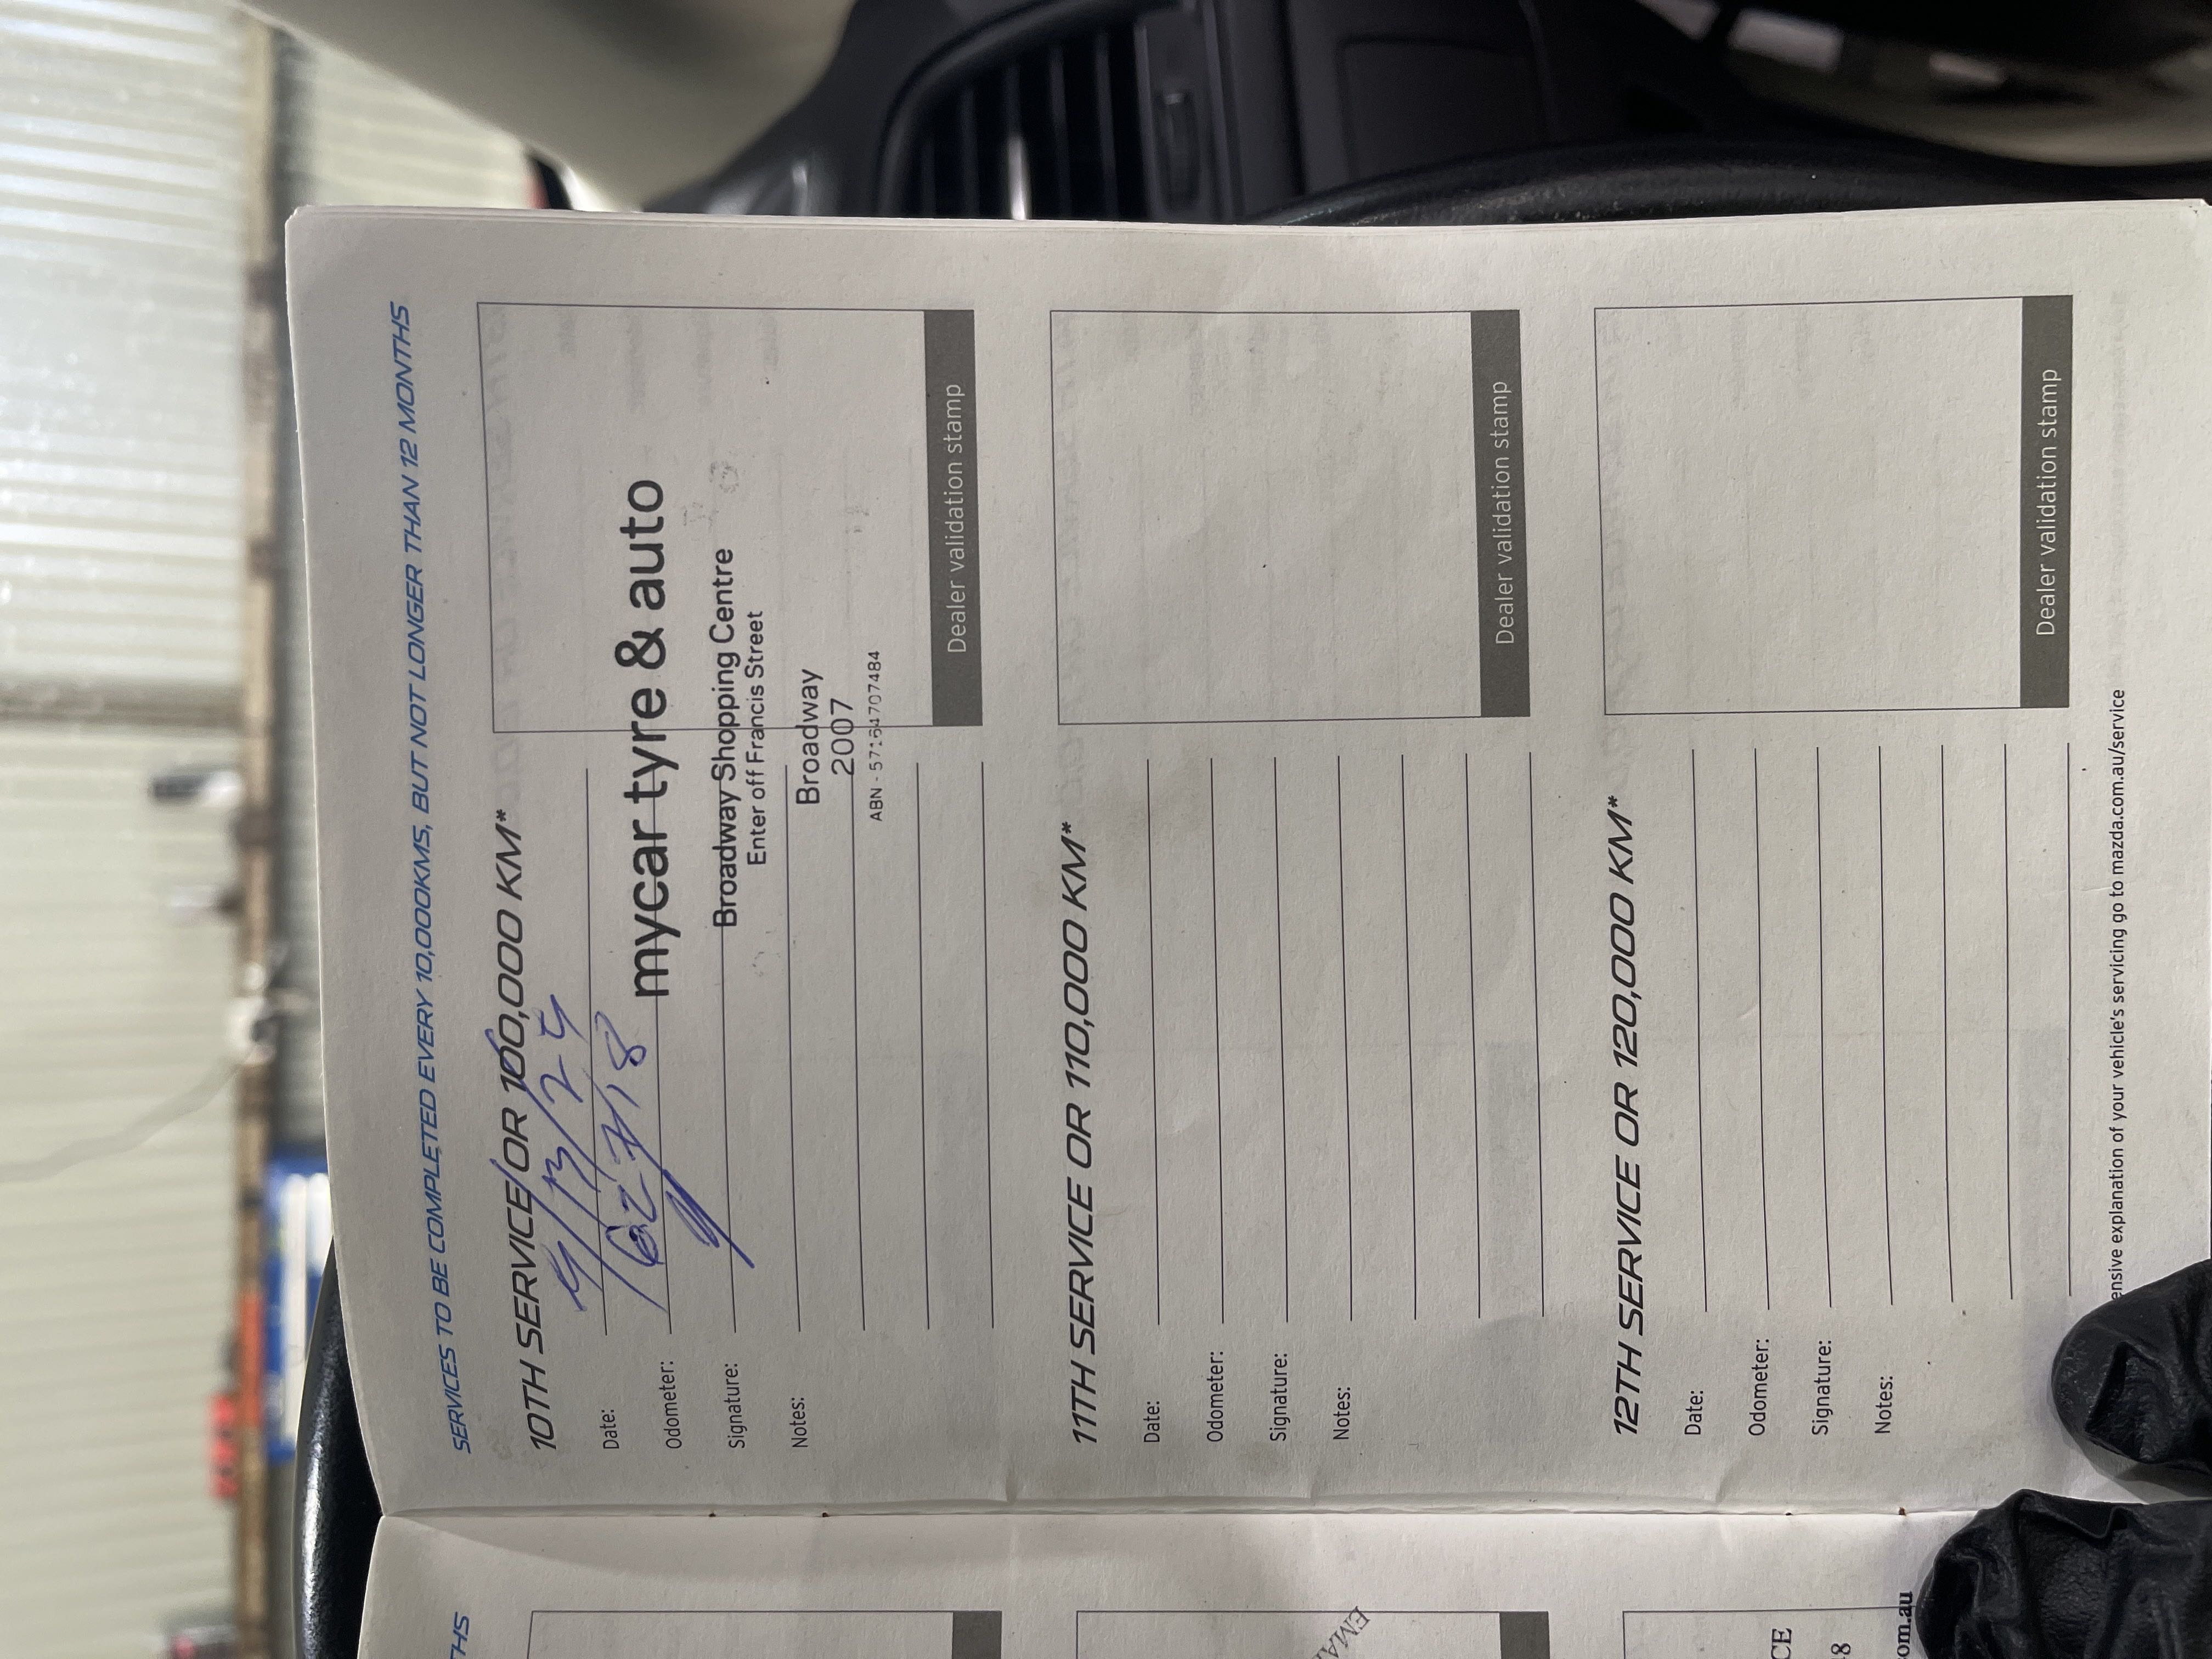 SERVICES TO BE COMPLETED EVERY 10,000KMS, BUT NOT LONGER THAN 12 MONTHS
10TH SERVICE OR 100,000 KM*
Date:
Odometer:
Signature:
Notes:
mycar tyre & auto
Broadway Shopping Centre
Enter off Francis Street
Broadway
2007
ABN - 57164707484
Dealer validation stamp
11TH SERVICE OR 110,000 KM*
Date:
Odometer:
Signature:
Notes:
Dealer validation stamp
12TH SERVICE OR 120,000 KM*
Date:
Odometer:
Signature:
Notes:
Dealer validation stamp
explanation of your vehicle's servicing go to mazda.com.au/service